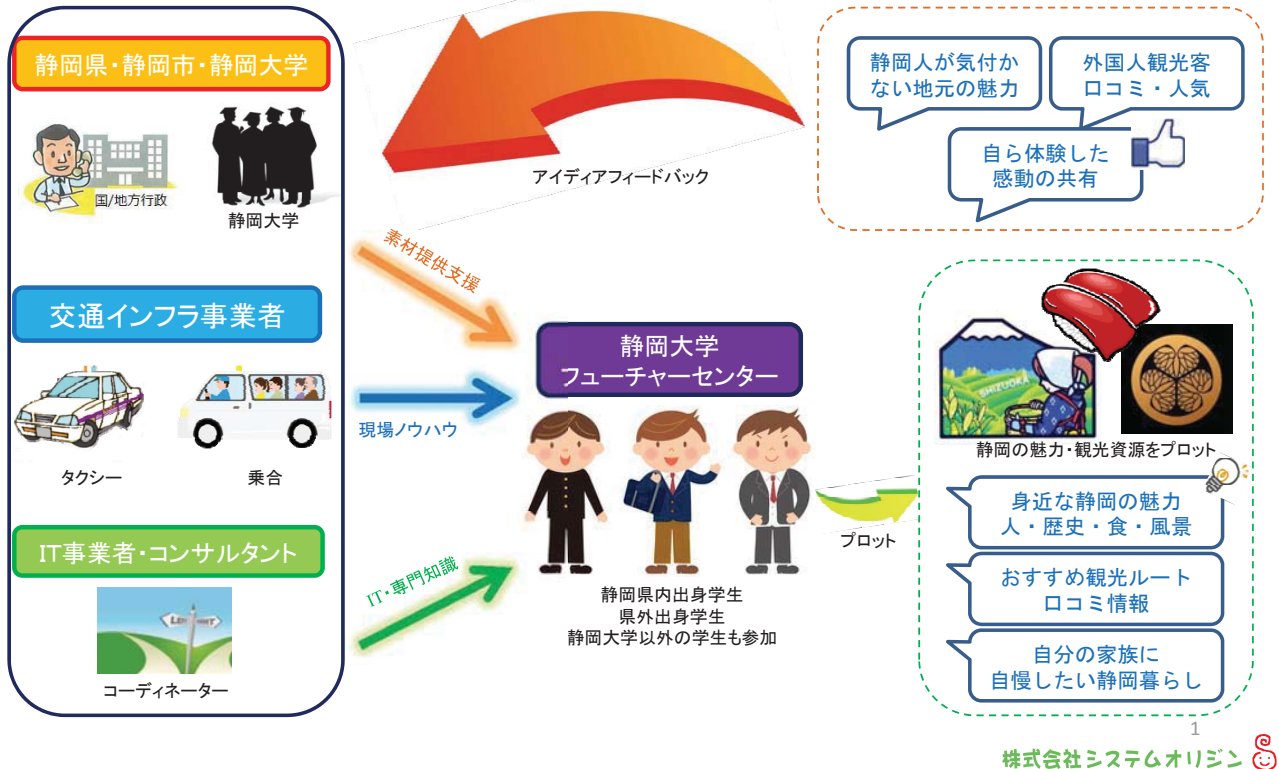 静岡県・静岡市・静岡大学
国/地方行政
静岡大学
交通インフラ事業者
タクシー
乗合
IT事業者・コンサルタント
コーディネーター
アイディアフィードバック
素材提供支援
現場ノウハウ
IT・専門知識
静岡大学
フューチャーセンター
静岡県内出身学生
県外出身学生
静岡大学以外の学生も参加
プロット
静岡人が気付か
ない地元の魅力
外国人観光客
口コミ・人気
自ら体験した
感動の共有
SHIZUOKA
静岡の魅力・観光資源をプロット
身近な静岡の魅力
人・歴史・食・風景
おすすめ観光ルート
口コミ情報
自分の家族に
自慢したい静岡暮らし
1
株式会社システムオリジン